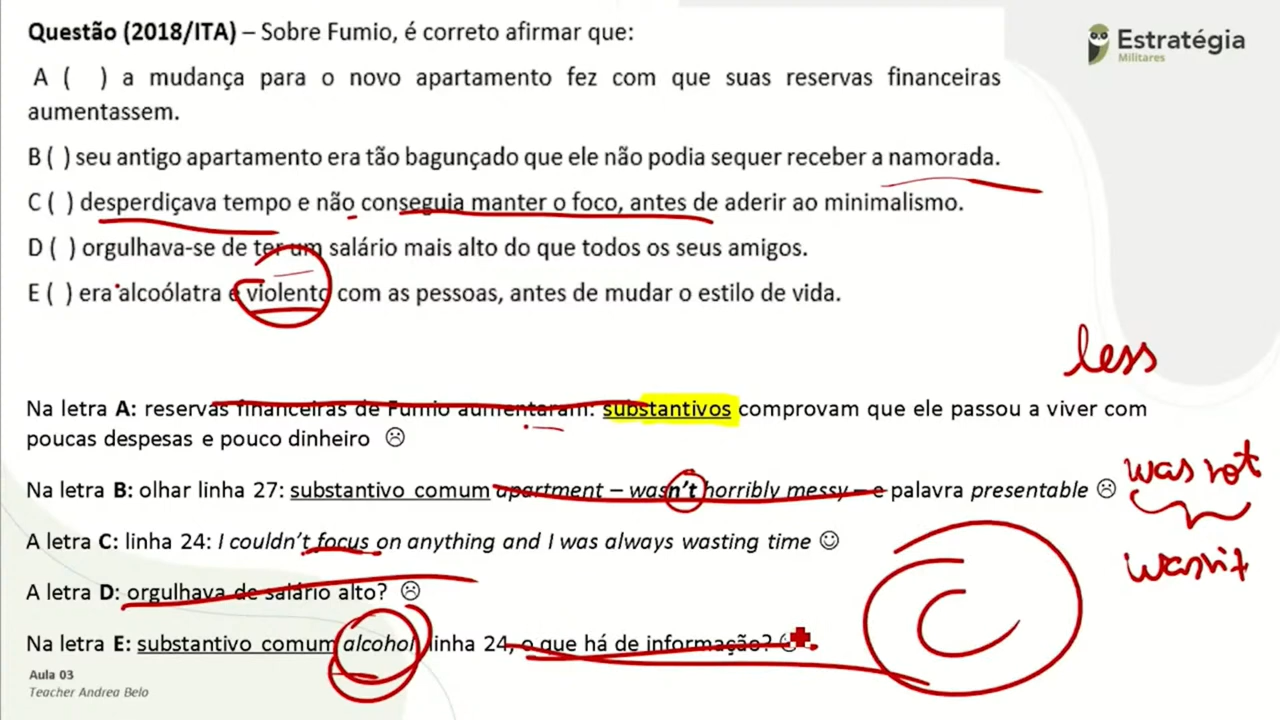 Questão (2018/ITA) – Sobre Fumio, é correto afirmar que:
Estratégia
Militares
A ( ) a mudança para o novo apartamento fez com que suas reservas financeiras
aumentassem.
B ( ) seu antigo apartamento era tão bagunçado que ele não podia sequer receber a namorada.
C ( ) desperdiçava tempo e não conseguia manter o foco, antes de aderir ao minimalismo.
D ( ) orgulhava-se de ter um salário mais alto do que todos os seus amigos.
E ( ) era alcoólatra e violento com as pessoas, antes de mudar o estilo de vida.
less
Na letra A: reservas financeiras de Fumio aumentaram: substantivos comprovam que ele passou a viver com
poucas despesas e pouco dinheiro ☹
Na letra B: olhar linha 27: substantivo comum apartment – wasn't horribly messy – e palavra presentable ☹
was not
A letra C: linha 24: I couldn't focus on anything and I was always wasting time ☺
wasn't
A letra D: orgulhava de salário alto? ☹
C
Na letra E: substantivo comum alcohol linha 24, o que há de informação?
Aula 03
Teacher Andrea Belo